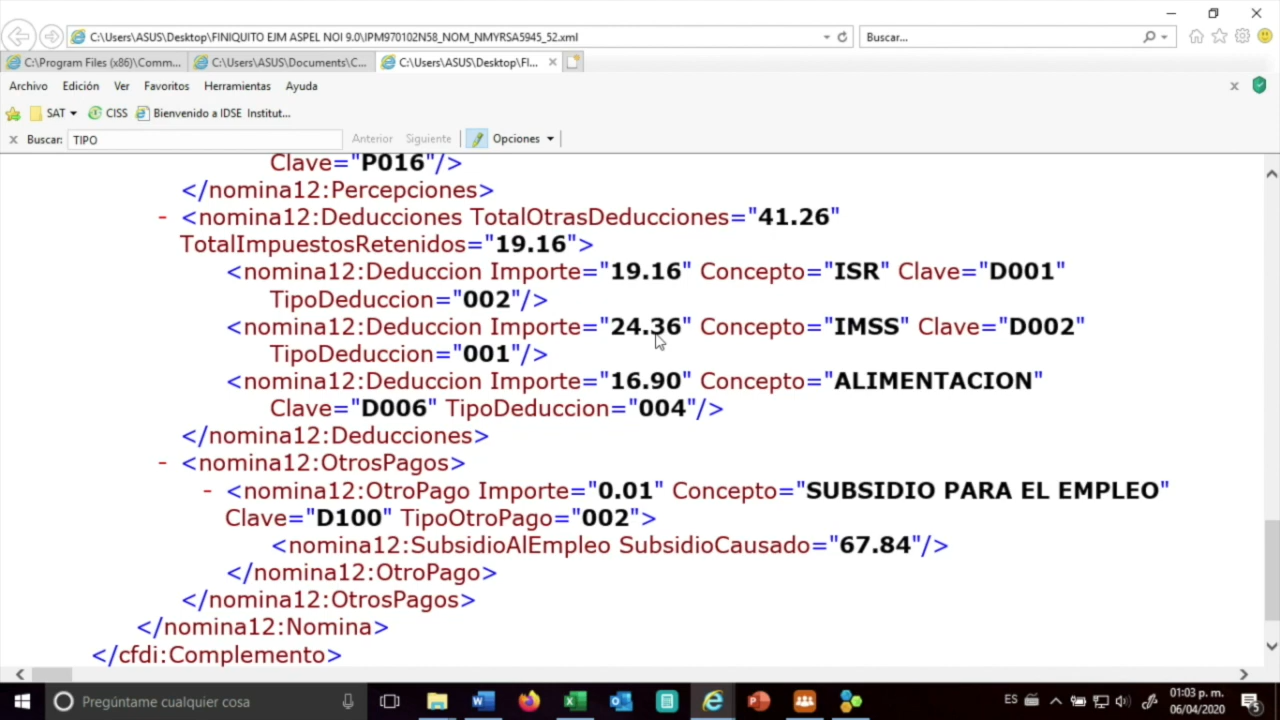 C:\Users\ASUS\Desktop\FINIQUITO EJM ASPEL NOI 9.0\IPM970102N58_NOM_NMYRSA5945_52.xml
Buscar...
C:\Program Files (x86)\Comm...
C:\Users\ASUS\Documents\C...
C:\Users\ASUS\Desktop\FI...
Archivo Edición Ver Favoritos Herramientas Ayuda
SAT CISS Bienvenido a IDSE Institut...
Buscar: TIPO Anterior Siguiente Opciones
Clave="P016"/>
</nomina12:Percepciones>
- <nomina12:Deducciones TotalOtrasDeducciones="41.26"
TotalImpuestosRetenidos="19.16">
<nomina12:Deduccion Importe="19.16" Concepto="ISR" Clave="D001"
TipoDeduccion="002"/>
<nomina12:Deduccion Importe="24.36" Concepto="IMSS" Clave="D002"
TipoDeduccion="001"/>
<nomina12:Deduccion Importe="16.90" Concepto="ALIMENTACION"
Clave="D006" TipoDeduccion="004"/>
</nomina12:Deducciones>
- <nomina12:OtrosPagos>
- <nomina12:OtroPago Importe="0.01" Concepto="SUBSIDIO PARA EL EMPLEO"
Clave="D100" TipoOtroPago="002">
<nomina12:SubsidioAlEmpleo SubsidioCausado="67.84"/>
</nomina12:OtroPago>
</nomina12:OtrosPagos>
</nomina12:Nomina>
</cfdi:Complemento>
Pregúntame cualquier cosa
ES
01:03 p. m.
06/04/2020
5